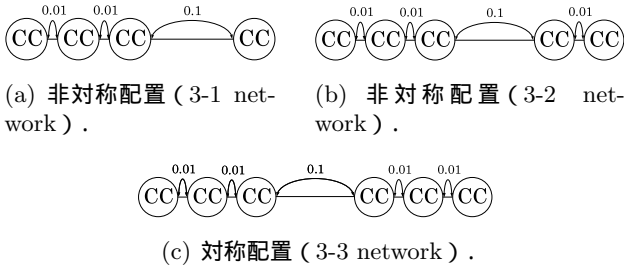 0.01 0.01 0.1
CC CC CC CC
(a) 非対称配置(3-1 net-
work).
0.01 0.01 0.1 0.01
CC CC CC CC CC
(b) 非対称配置(3-2 net-
work).
0.01 0.01 0.1 0.01 0.01
CC CC CC CC CC CC
(c) 対称配置(3-3 network).